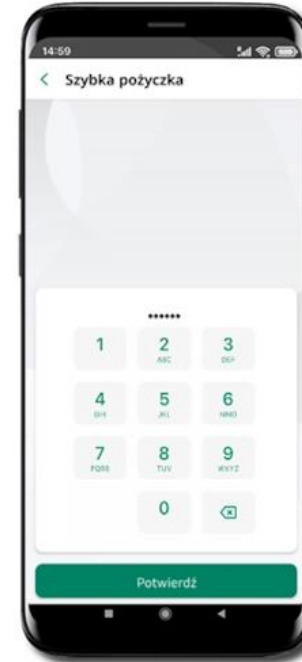 14:59
Szybka pożyczka
••••••
1 2 3
ABC DEF
4 5 6
GHI JKL MNO
7 8 9
PQRS TUV WXYZ
0
Potwierdź